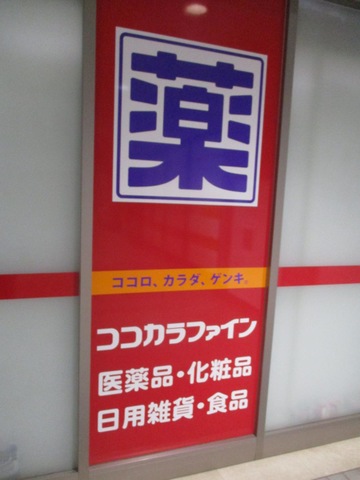 薬
ココロ、カラダ、ゲンキ。
ココカラファイン
医薬品・化粧品
日用雑貨・食品